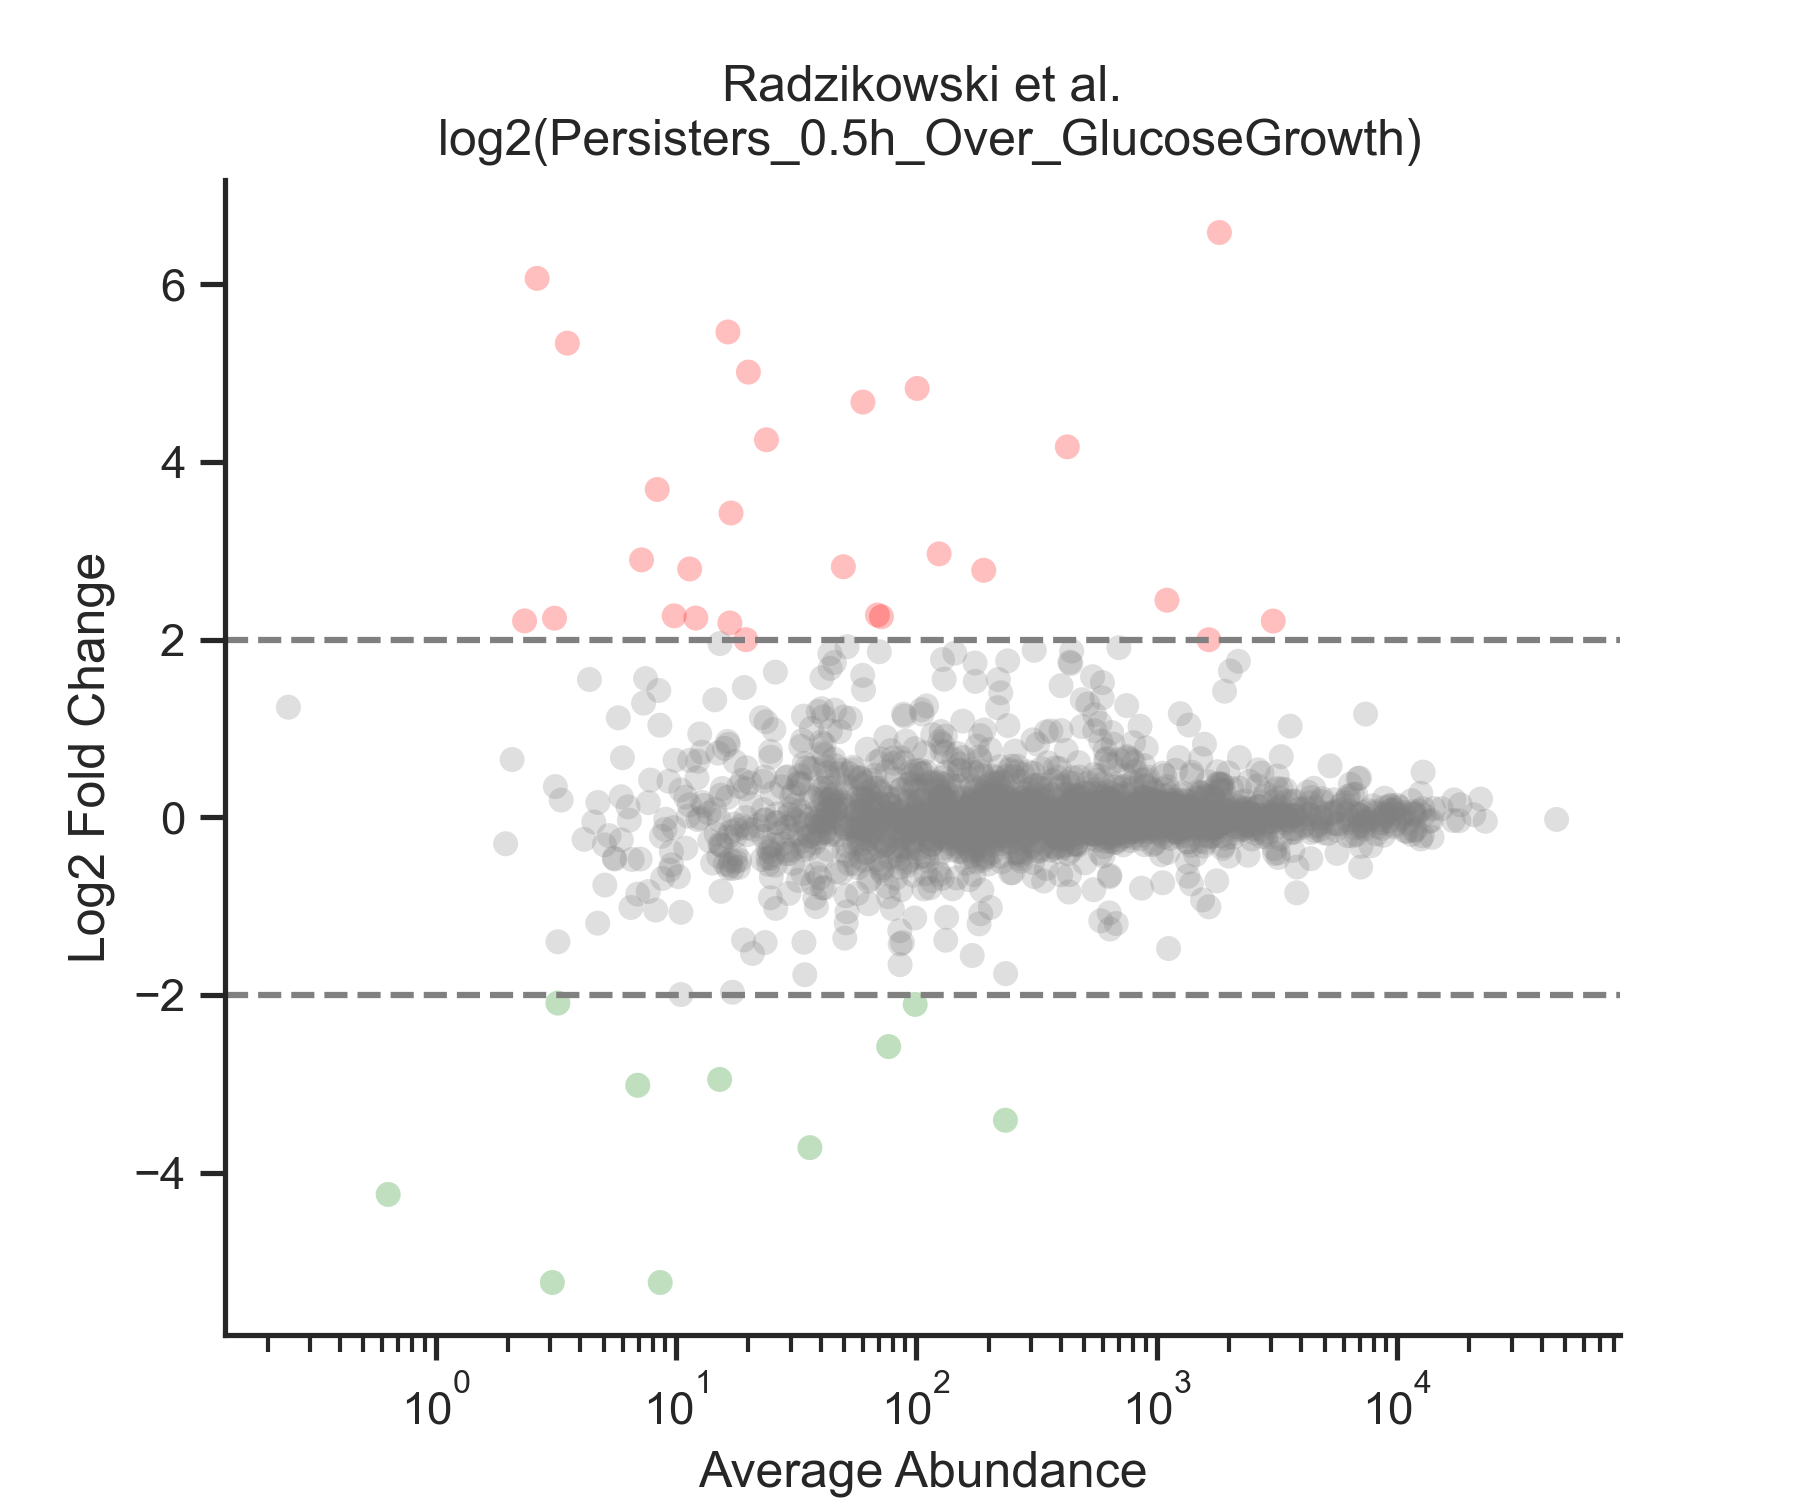 Radzikowski et al.
log2(Persisters_0.5h_Over_GlucoseGrowth)
Log2 Fold Change
6
4
2
0
−2
−4
10^0 10^1 10^2 10^3 10^4
Average Abundance